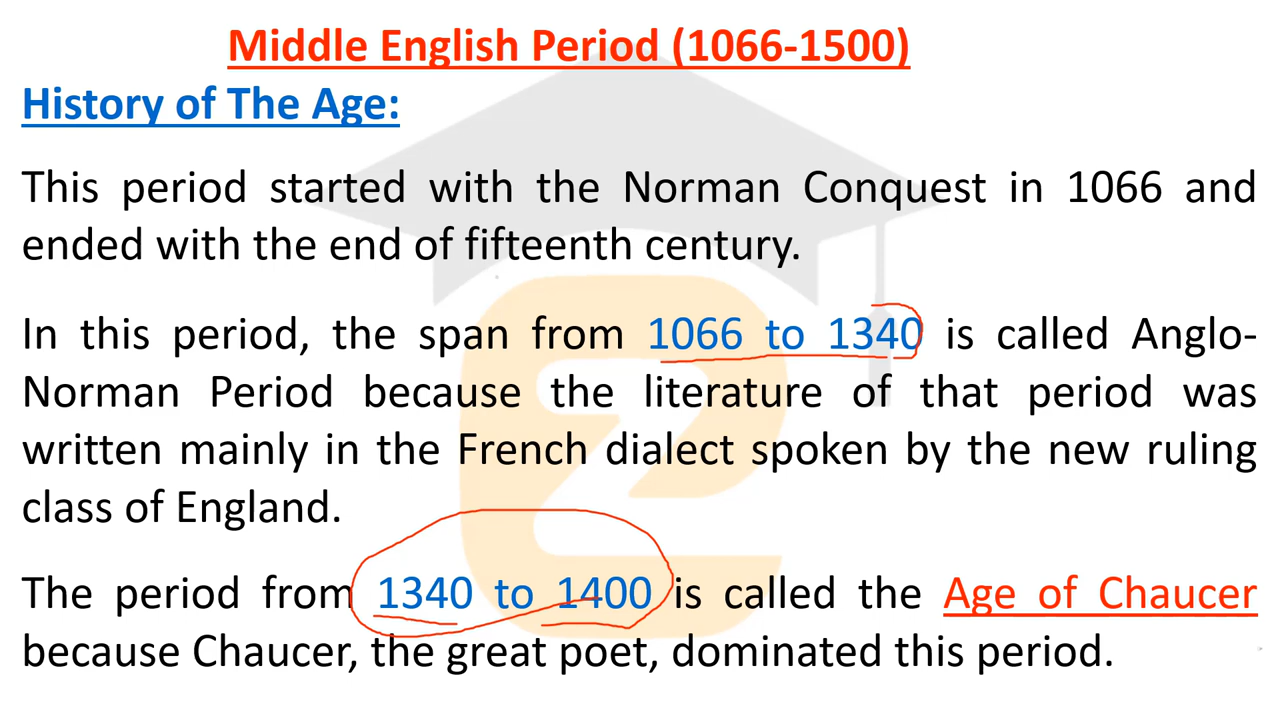 Middle English Period (1066-1500)
History of The Age:
This period started with the Norman Conquest in 1066 and
ended with the end of fifteenth century.
In this period, the span from 1066 to 1340 is called Anglo-
Norman Period because the literature of that period was
written mainly in the French dialect spoken by the new ruling
class of England.
The period from 1340 to 1400 is called the Age of Chaucer
because Chaucer, the great poet, dominated this period.